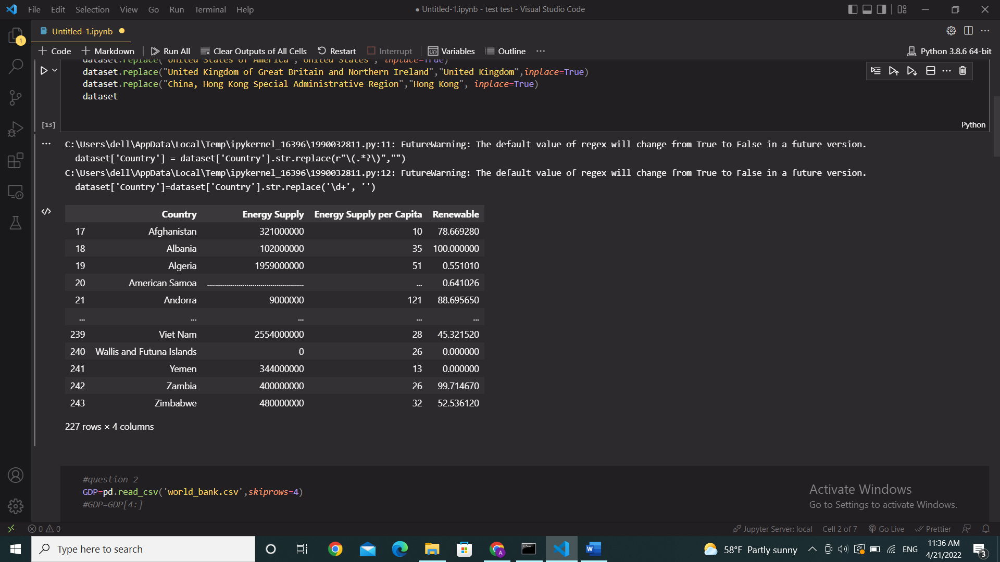 File Edit Selection View Go Run Terminal Help
● Untitled-1.ipynb - test test - Visual Studio Code
1
Untitled-1.ipynb ●
+ Code + Markdown | Run All Clear Outputs of All Cells Restart Interrupt | Variables Outline ...
Python 3.8.6 64-bit
dataset.replace("United States of America","United States", inplace=True)
dataset.replace("United Kingdom of Great Britain and Northern Ireland","United Kingdom",inplace=True)
dataset.replace("China, Hong Kong Special Administrative Region","Hong Kong", inplace=True)
dataset
[13]
Python
C:\Users\dell\AppData\Local\Temp\ipykernel_16396\1990032811.py:11: FutureWarning: The default value of regex will change from True to False in a future version.
dataset['Country'] = dataset['Country'].str.replace(r"\(.*?\)","")
C:\Users\dell\AppData\Local\Temp\ipykernel_16396\1990032811.py:12: FutureWarning: The default value of regex will change from True to False in a future version.
dataset['Country']=dataset['Country'].str.replace('\d+', '')
Country Energy Supply Energy Supply per Capita Renewable
17 Afghanistan 321000000 10 78.669280
18 Albania 102000000 35 100.000000
19 Algeria 1959000000 51 0.551010
20 American Samoa .................................................. ... 0.641026
21 Andorra 9000000 121 88.695650
... ... ... ... ...
239 Viet Nam 2554000000 28 45.321520
240 Wallis and Futuna Islands 0 26 0.000000
241 Yemen 344000000 13 0.000000
242 Zambia 400000000 26 99.714670
243 Zimbabwe 480000000 32 52.536120
227 rows × 4 columns
#question 2
GDP=pd.read_csv('world_bank.csv',skiprows=4)
#GDP=GDP[4:]
Activate Windows
Go to Settings to activate Windows.
0 0
Jupyter Server: local Cell 2 of 7 Go Live Prettier
Type here to search
58°F Partly sunny
ENG
11:36 AM
4/21/2022
3